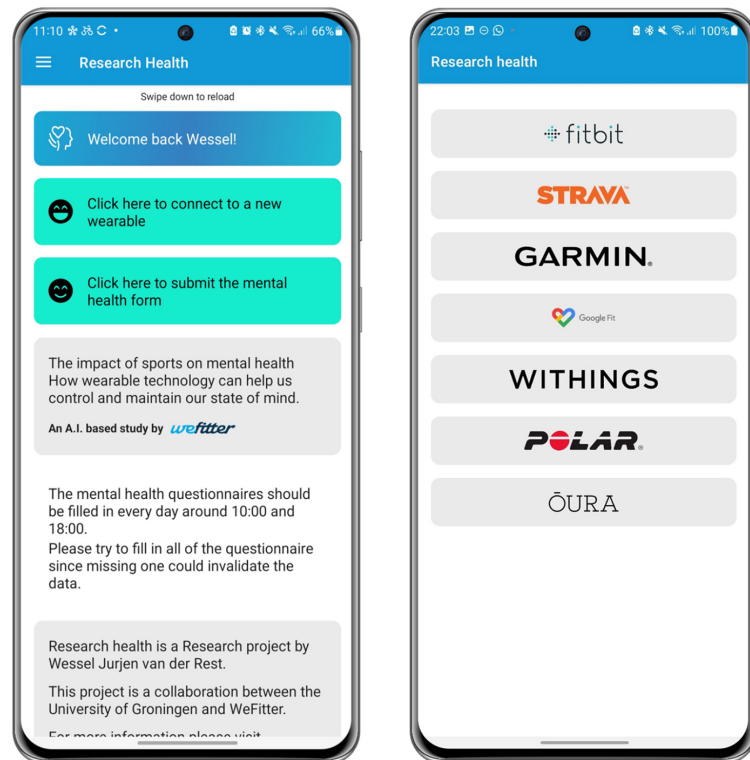 11:10
66%
Research Health
Swipe down to reload
Welcome back Wessel!
Click here to connect to a new
wearable
Click here to submit the mental
health form
The impact of sports on mental health
How wearable technology can help us
control and maintain our state of mind.
An A.I. based study by wefitter
The mental health questionnaires should
be filled in every day around 10:00 and
18:00.
Please try to fill in all of the questionnaire
since missing one could invalidate the
data.
Research health is a Research project by
Wessel Jurjen van der Rest.
This project is a collaboration between the
University of Groningen and WeFitter.
For more information please visit
22:03
100%
Research health
fitbit
STRAVA
GARMIN
Google Fit
WITHINGS
POLAR
ŌURA